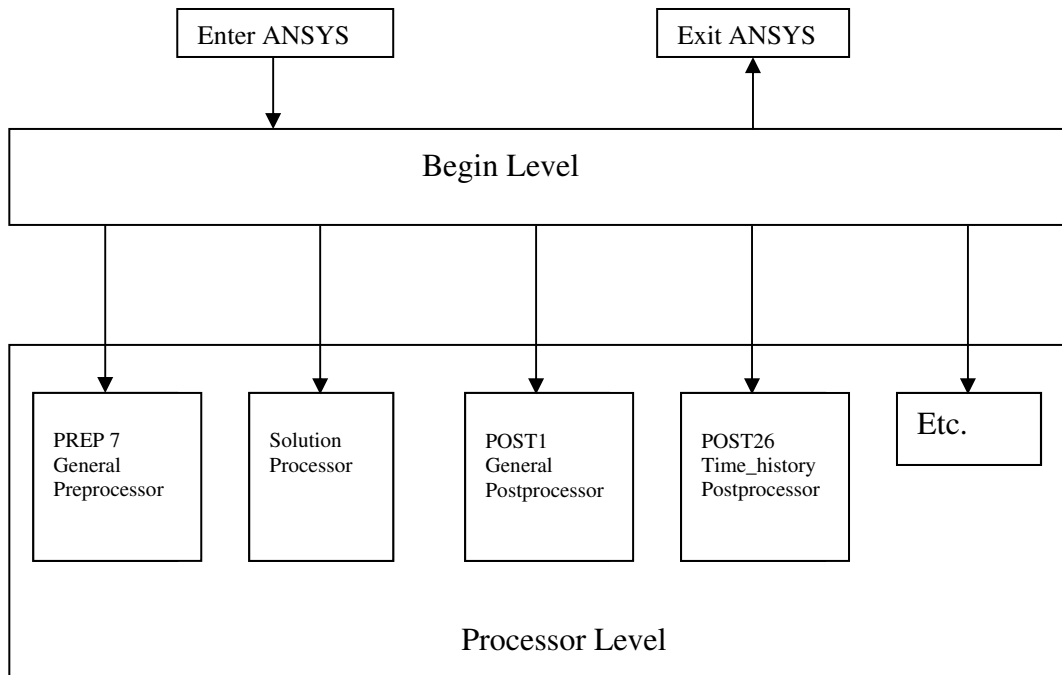 Enter ANSYS
Exit ANSYS
Begin Level
PREP 7
General
Preprocessor
Solution
Processor
POST1
General
Postprocessor
POST26
Time_history
Postprocessor
Etc.
Processor Level